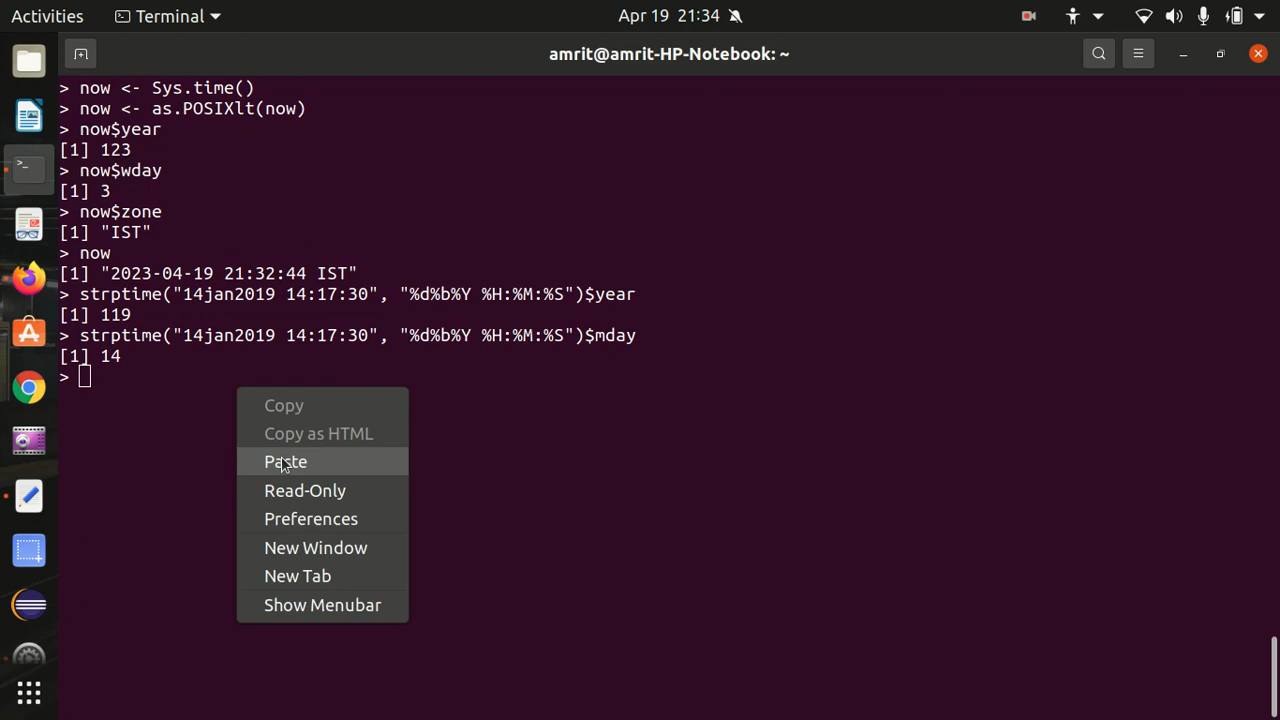 Activities
Terminal
Apr 19 21:34
amrit@amrit-HP-Notebook: ~
> now <- Sys.time()
> now <- as.POSIXlt(now)
> now$year
[1] 123
> now$wday
[1] 3
> now$zone
[1] "IST"
> now
[1] "2023-04-19 21:32:44 IST"
> strptime("14jan2019 14:17:30", "%d%b%Y %H:%M:%S")$year
[1] 119
> strptime("14jan2019 14:17:30", "%d%b%Y %H:%M:%S")$mday
[1] 14
>
Copy
Copy as HTML
Paste
Read-Only
Preferences
New Window
New Tab
Show Menubar